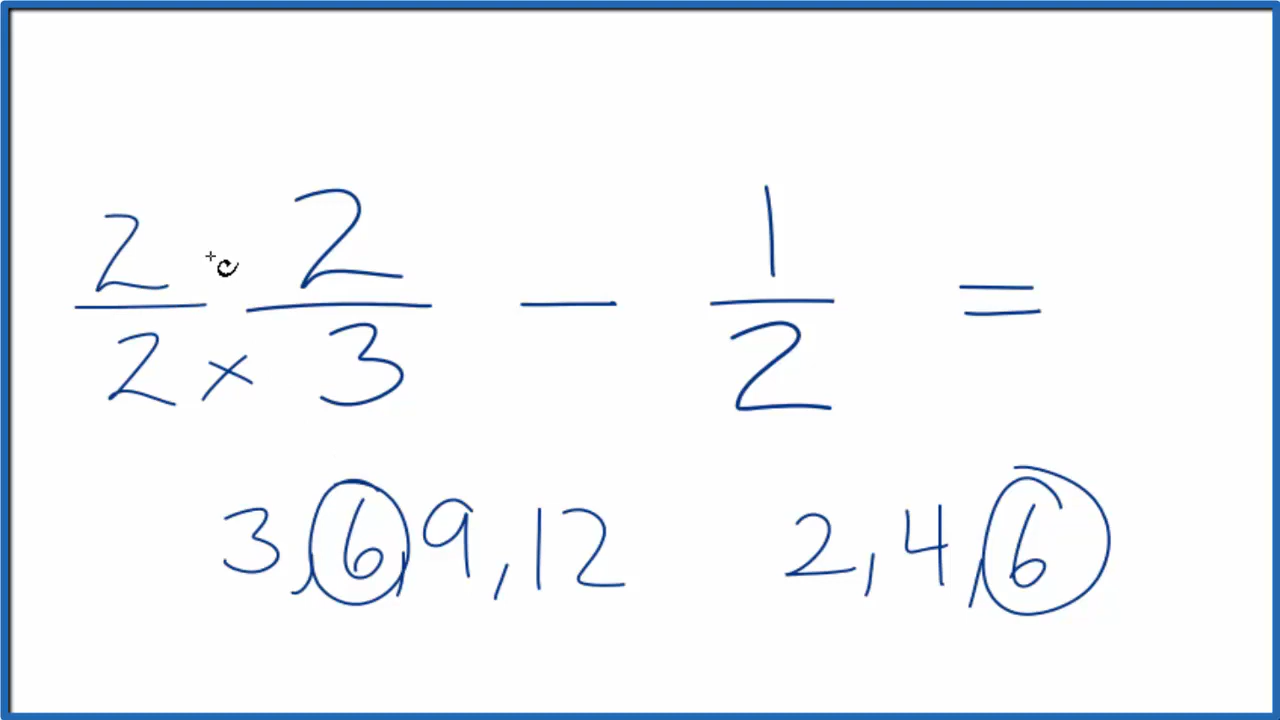 2/2 × 2/3 − 1/2 =
3, 6, 9, 12 2, 4, 6